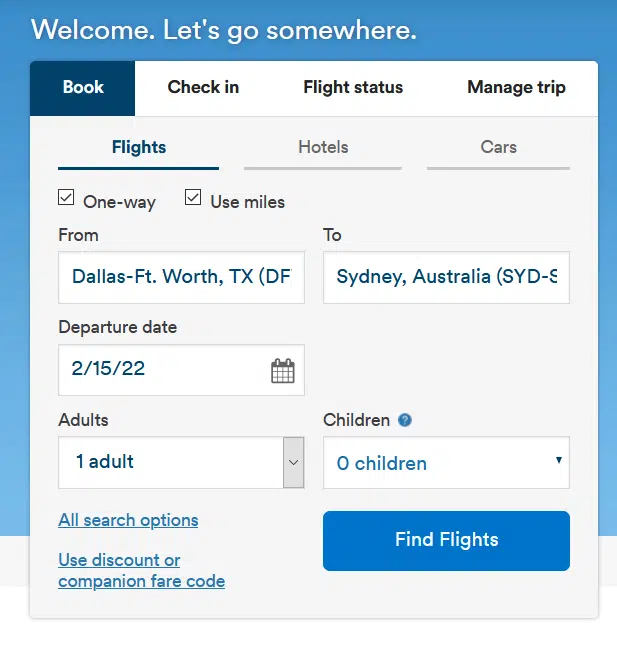 Welcome. Let's go somewhere.
Book Check in Flight status Manage trip
Flights Hotels Cars
One-way Use miles
From To
Dallas-Ft. Worth, TX (DF Sydney, Australia (SYD-S
Departure date
2/15/22
Adults Children ?
1 adult 0 children
All search options
Find Flights
Use discount or
companion fare code